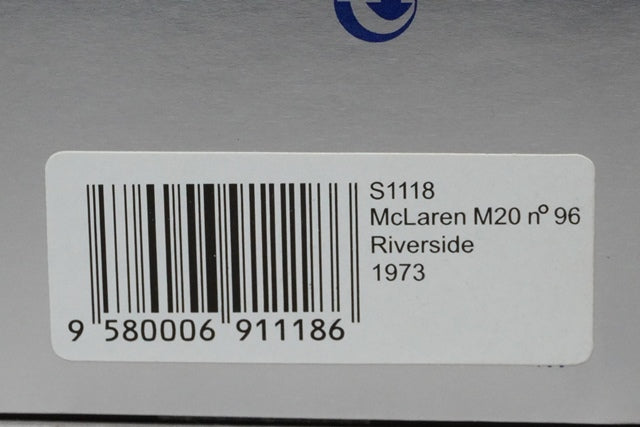 S1118
McLaren M20 nº 96
Riverside
1973
9 580006 911186